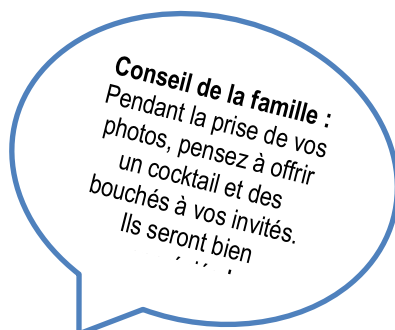 Conseil de la famille :
Pendant la prise de vos
photos, pensez à offrir
un cocktail et des
bouchés à vos invités.
Ils seront bien